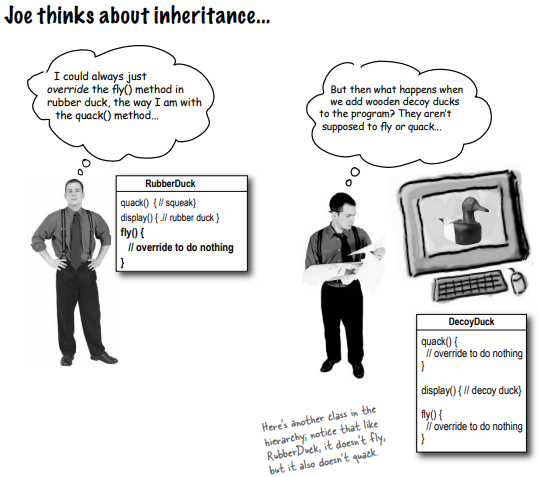 Joe thinks about inheritance...
I could always just
override the fly() method in
rubber duck, the way I am with
the quack() method...
But then what happens when
we add wooden decoy ducks
to the program? They aren't
supposed to fly or quack...
RubberDuck
quack() { // squeak}
display() { .// rubber duck }
fly() {
// override to do nothing
}
DecoyDuck
quack() {
// override to do nothing
}
display() { // decoy duck}
fly() {
// override to do nothing
}
Here's another class in the
hierarchy; notice that like
RubberDuck, it doesn't fly,
but it also doesn't quack.